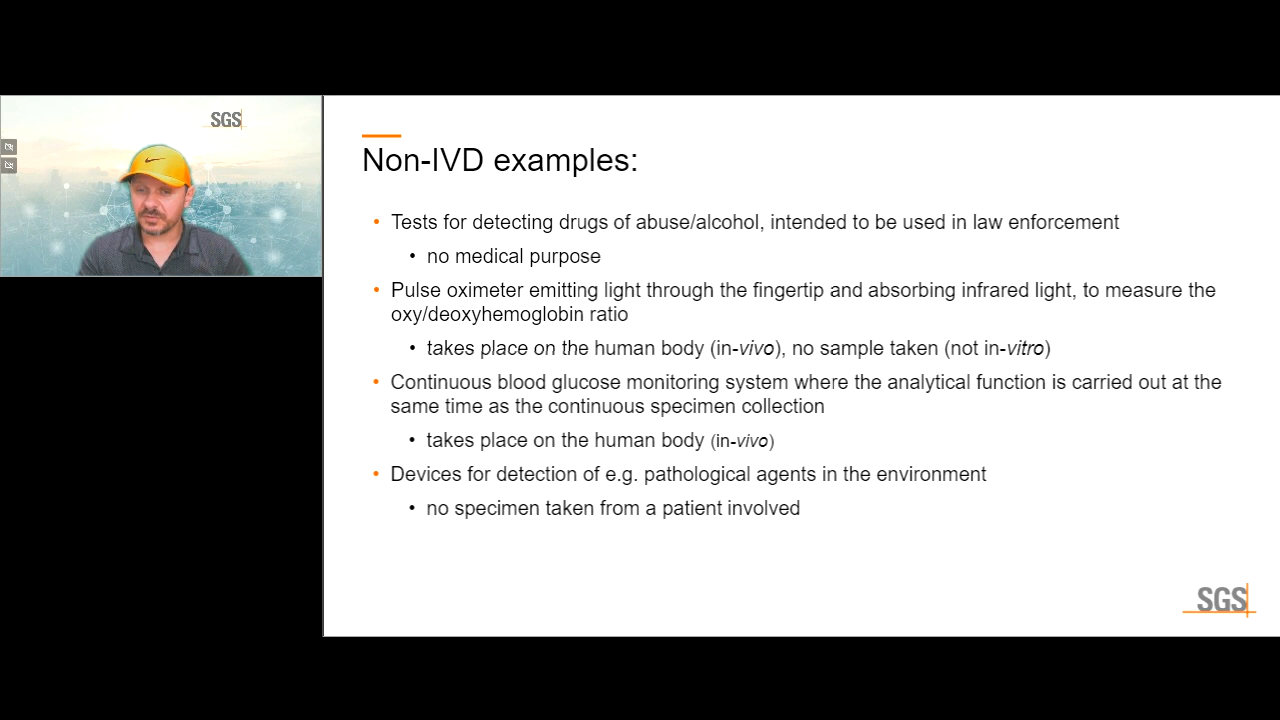 SGS
Non-IVD examples:
• Tests for detecting drugs of abuse/alcohol, intended to be used in law enforcement
• no medical purpose
• Pulse oximeter emitting light through the fingertip and absorbing infrared light, to measure the
oxy/deoxyhemoglobin ratio
• takes place on the human body (in-vivo), no sample taken (not in-vitro)
• Continuous blood glucose monitoring system where the analytical function is carried out at the
same time as the continuous specimen collection
• takes place on the human body (in-vivo)
• Devices for detection of e.g. pathological agents in the environment
• no specimen taken from a patient involved
SGS